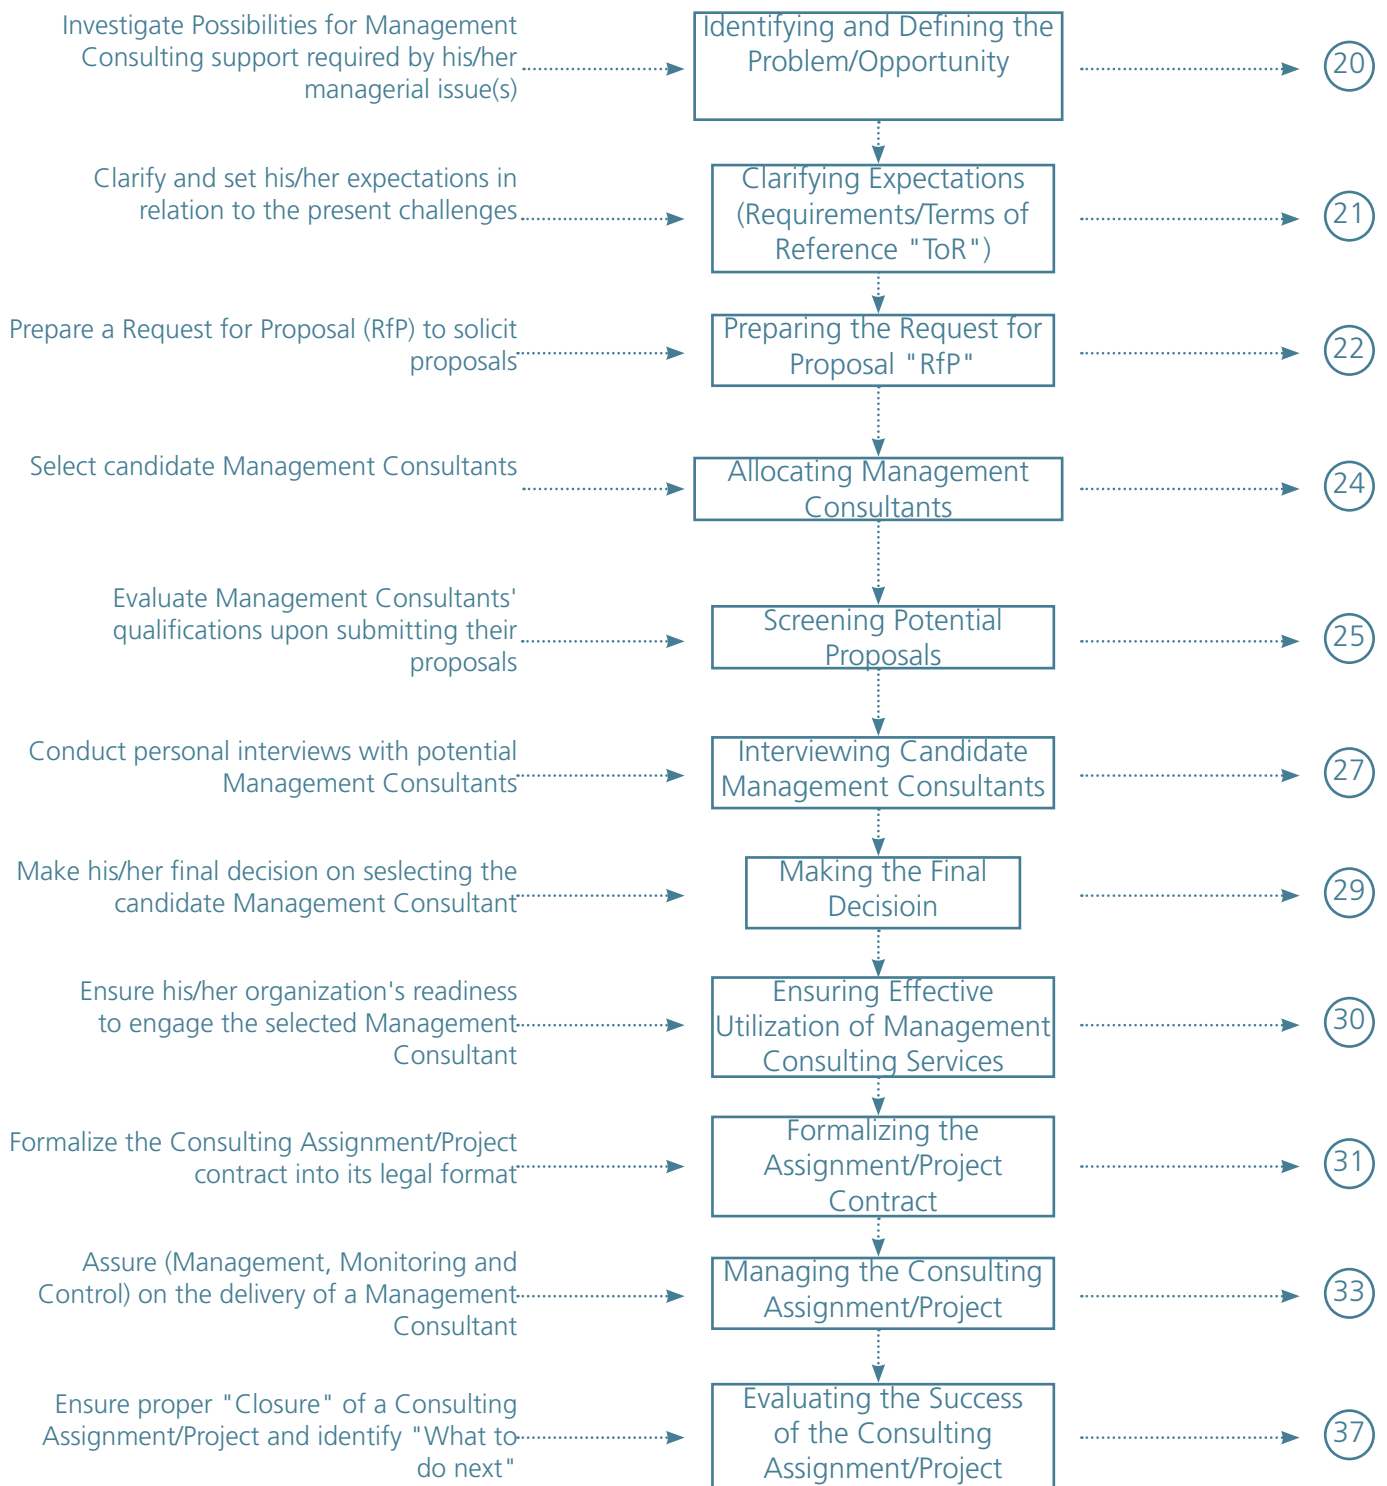 Investigate Possibilities for Management
Consulting support required by his/her
managerial issue(s)
Identifying and Defining the
Problem/Opportunity
20
Clarify and set his/her expectations in
relation to the present challenges
Clarifying Expectations
(Requirements/Terms of
Reference "ToR")
21
Prepare a Request for Proposal (RfP) to solicit
proposals
Preparing the Request for
Proposal "RfP"
22
Select candidate Management Consultants
Allocating Management
Consultants
24
Evaluate Management Consultants'
qualifications upon submitting their
proposals
Screening Potential
Proposals
25
Conduct personal interviews with potential
Management Consultants
Interviewing Candidate
Management Consultants
27
Make his/her final decision on seslecting the
candidate Management Consultant
Making the Final
Decisioin
29
Ensure his/her organization's readiness
to engage the selected Management
Consultant
Ensuring Effective
Utilization of Management
Consulting Services
30
Formalize the Consulting Assignment/Project
contract into its legal format
Formalizing the
Assignment/Project
Contract
31
Assure (Management, Monitoring and
Control) on the delivery of a Management
Consultant
Managing the Consulting
Assignment/Project
33
Ensure proper "Closure" of a Consulting
Assignment/Project and identify "What to
do next"
Evaluating the Success
of the Consulting
Assignment/Project
37